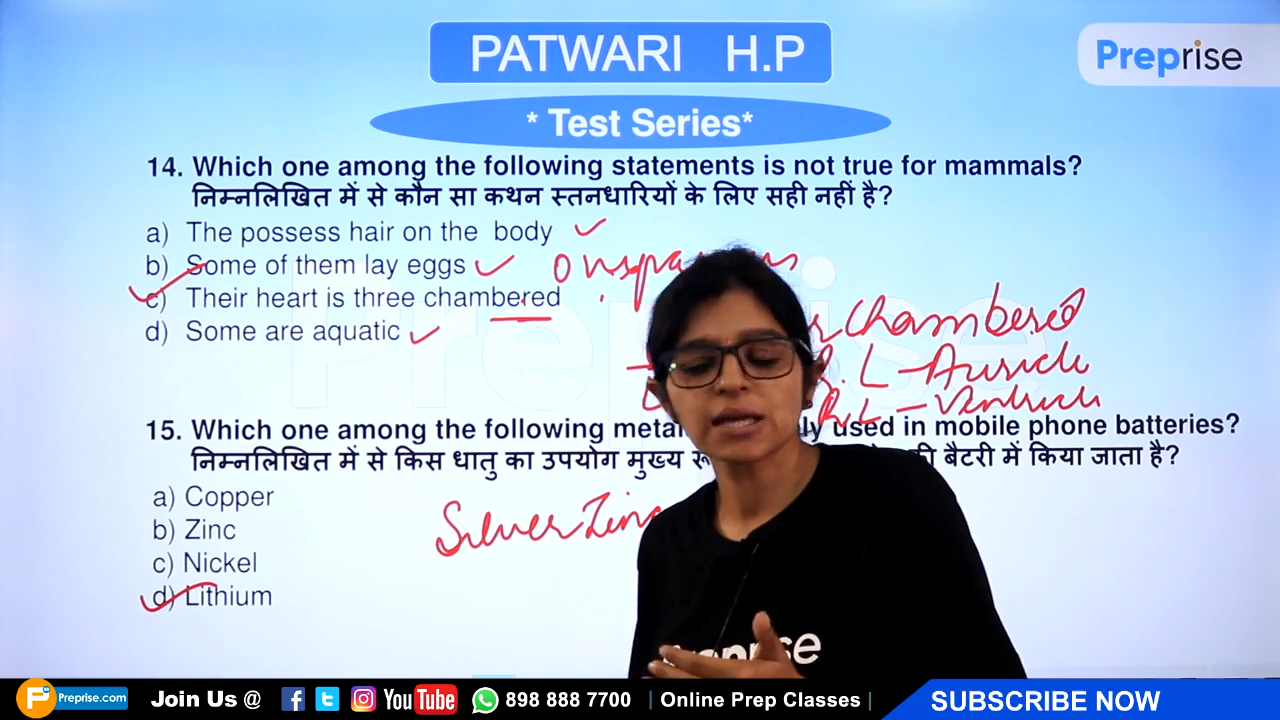 PATWARI H.P
Preprise
* Test Series*
14. Which one among the following statements is not true for mammals?
निम्नलिखित में से कौन सा कथन स्तनधारियों के लिए सही नहीं है?
a) The possess hair on the body
b) Some of them lay eggs
c) Their heart is three chambered
Chambered
d) Some are aquatic
R.L - Auricle
R.L - Ventricle
15. Which one among the following used in mobile phone batteries?
निम्नलिखित में से किस धातु का उपयोग मुख्य बैटरी में किया जाता है?
a) Copper
Silver Zinc
b) Zinc
c) Nickel
d) Lithium
Preprise.com Join Us @ YouTube 898 888 7700 | Online Prep Classes | SUBSCRIBE NOW